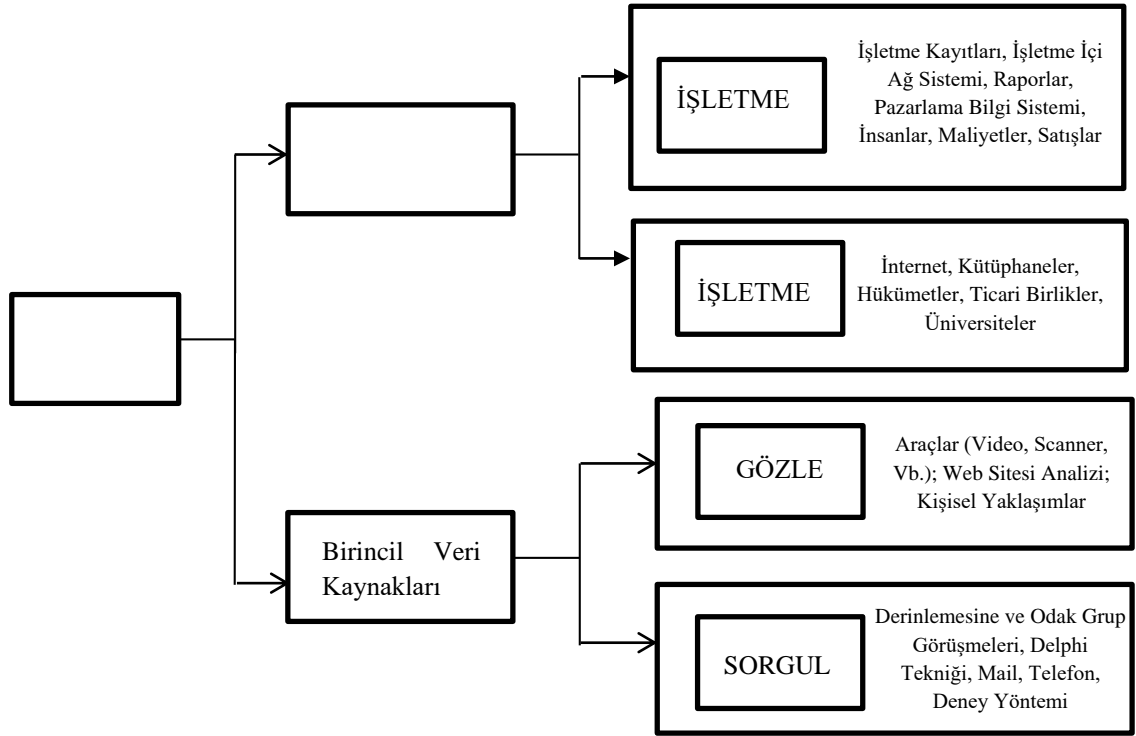 İŞLETME
İşletme Kayıtları, İşletme İçi
Ağ Sistemi, Raporlar,
Pazarlama Bilgi Sistemi,
İnsanlar, Maliyetler, Satışlar
İŞLETME
İnternet, Kütüphaneler,
Hükümetler, Ticari Birlikler,
Üniversiteler
Birincil Veri
Kaynakları
GÖZLE
Araçlar (Video, Scanner,
Vb.); Web Sitesi Analizi;
Kişisel Yaklaşımlar
SORGUL
Derinlemesine ve Odak Grup
Görüşmeleri, Delphi
Tekniği, Mail, Telefon,
Deney Yöntemi